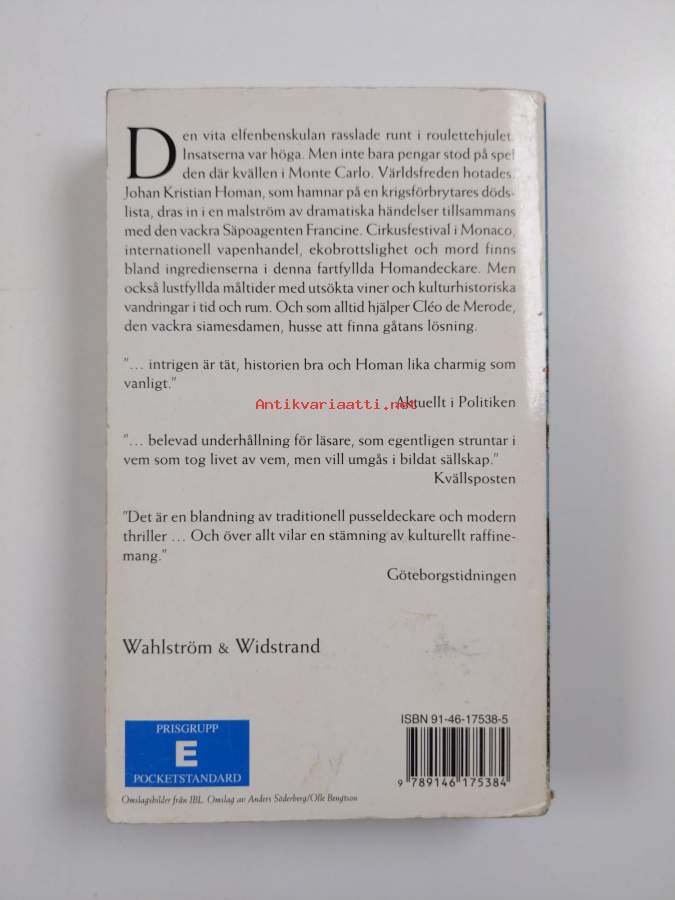 Den vita elfenbenskulan rasslade runt i roulettehjulet.
Insatserna var höga. Men inte bara pengar stod på spel
den där kvällen i Monte Carlo. Världsfreden hotades.
Johan Kristian Homan, som hamnar på en krigsförbrytares döds-
lista, dras in i en malström av dramatiska händelser tillsammans
med den vackra Säpoagenten Francine. Cirkusfestival i Monaco,
internationell vapenhandel, ekobrottslighet och mord finns
bland ingredienserna i denna fartfyllda Homandeckare. Men
också lustfyllda måltider med utsökta viner och kulturhistoriska
vandringar i tid och rum. Och som alltid hjälper Cléo de Merode,
den vackra siamesdamen, husse att finna gåtans lösning.
"... intrigen är tät, historien bra och Homan lika charmig som
vanligt."
Antikvariaatti.net
Aktuellt i Politiken
"... belevad underhållning för läsare, som egentligen struntar i
vem som tog livet av vem, men vill umgås i bildat sällskap."
Kvällsposten
"Det är en blandning av traditionell pusseldeckare och modern
thriller ... Och över allt vilar en stämning av kulturellt raffine-
mang."
Göteborgstidningen
Wahlström & Widstrand
PRISGRUPP
E
POCKETSTANDARD
ISBN 91-46-17538-5
9 789146 175384
Omslagsbilder från IBL. Omslag av Anders Söderberg/Olle Bengtson